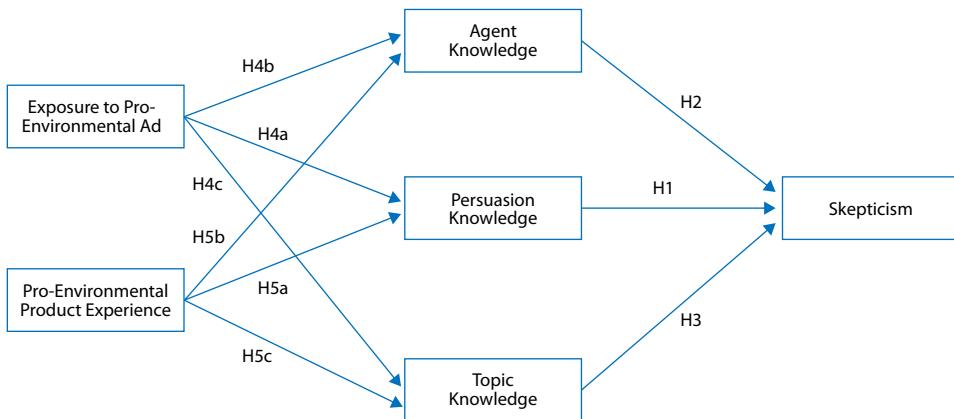 Agent
Knowledge
H4b
H2
Exposure to Pro-
Environmental Ad
H4a
H4c
Persuasion
Knowledge
H1
Skepticism
H5b
Pro-Environmental
Product Experience
H5a
H3
H5c
Topic
Knowledge